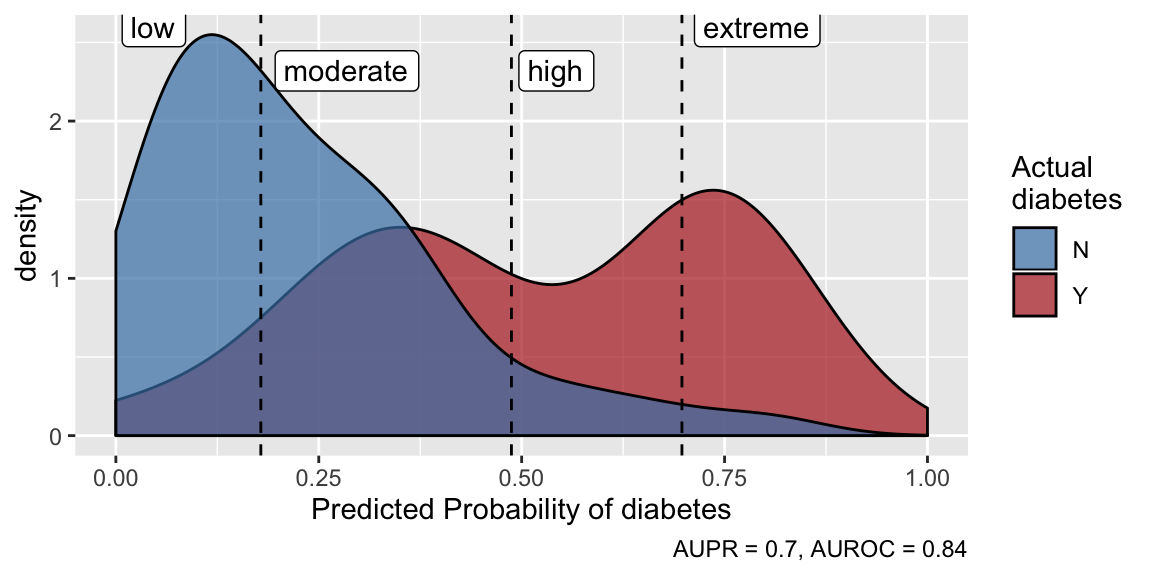 low
extreme
moderate
high
2
1
0
density
0.00
0.25
0.50
0.75
1.00
Predicted Probability of diabetes
AUPR = 0.7, AUROC = 0.84
Actual
diabetes
N
Y